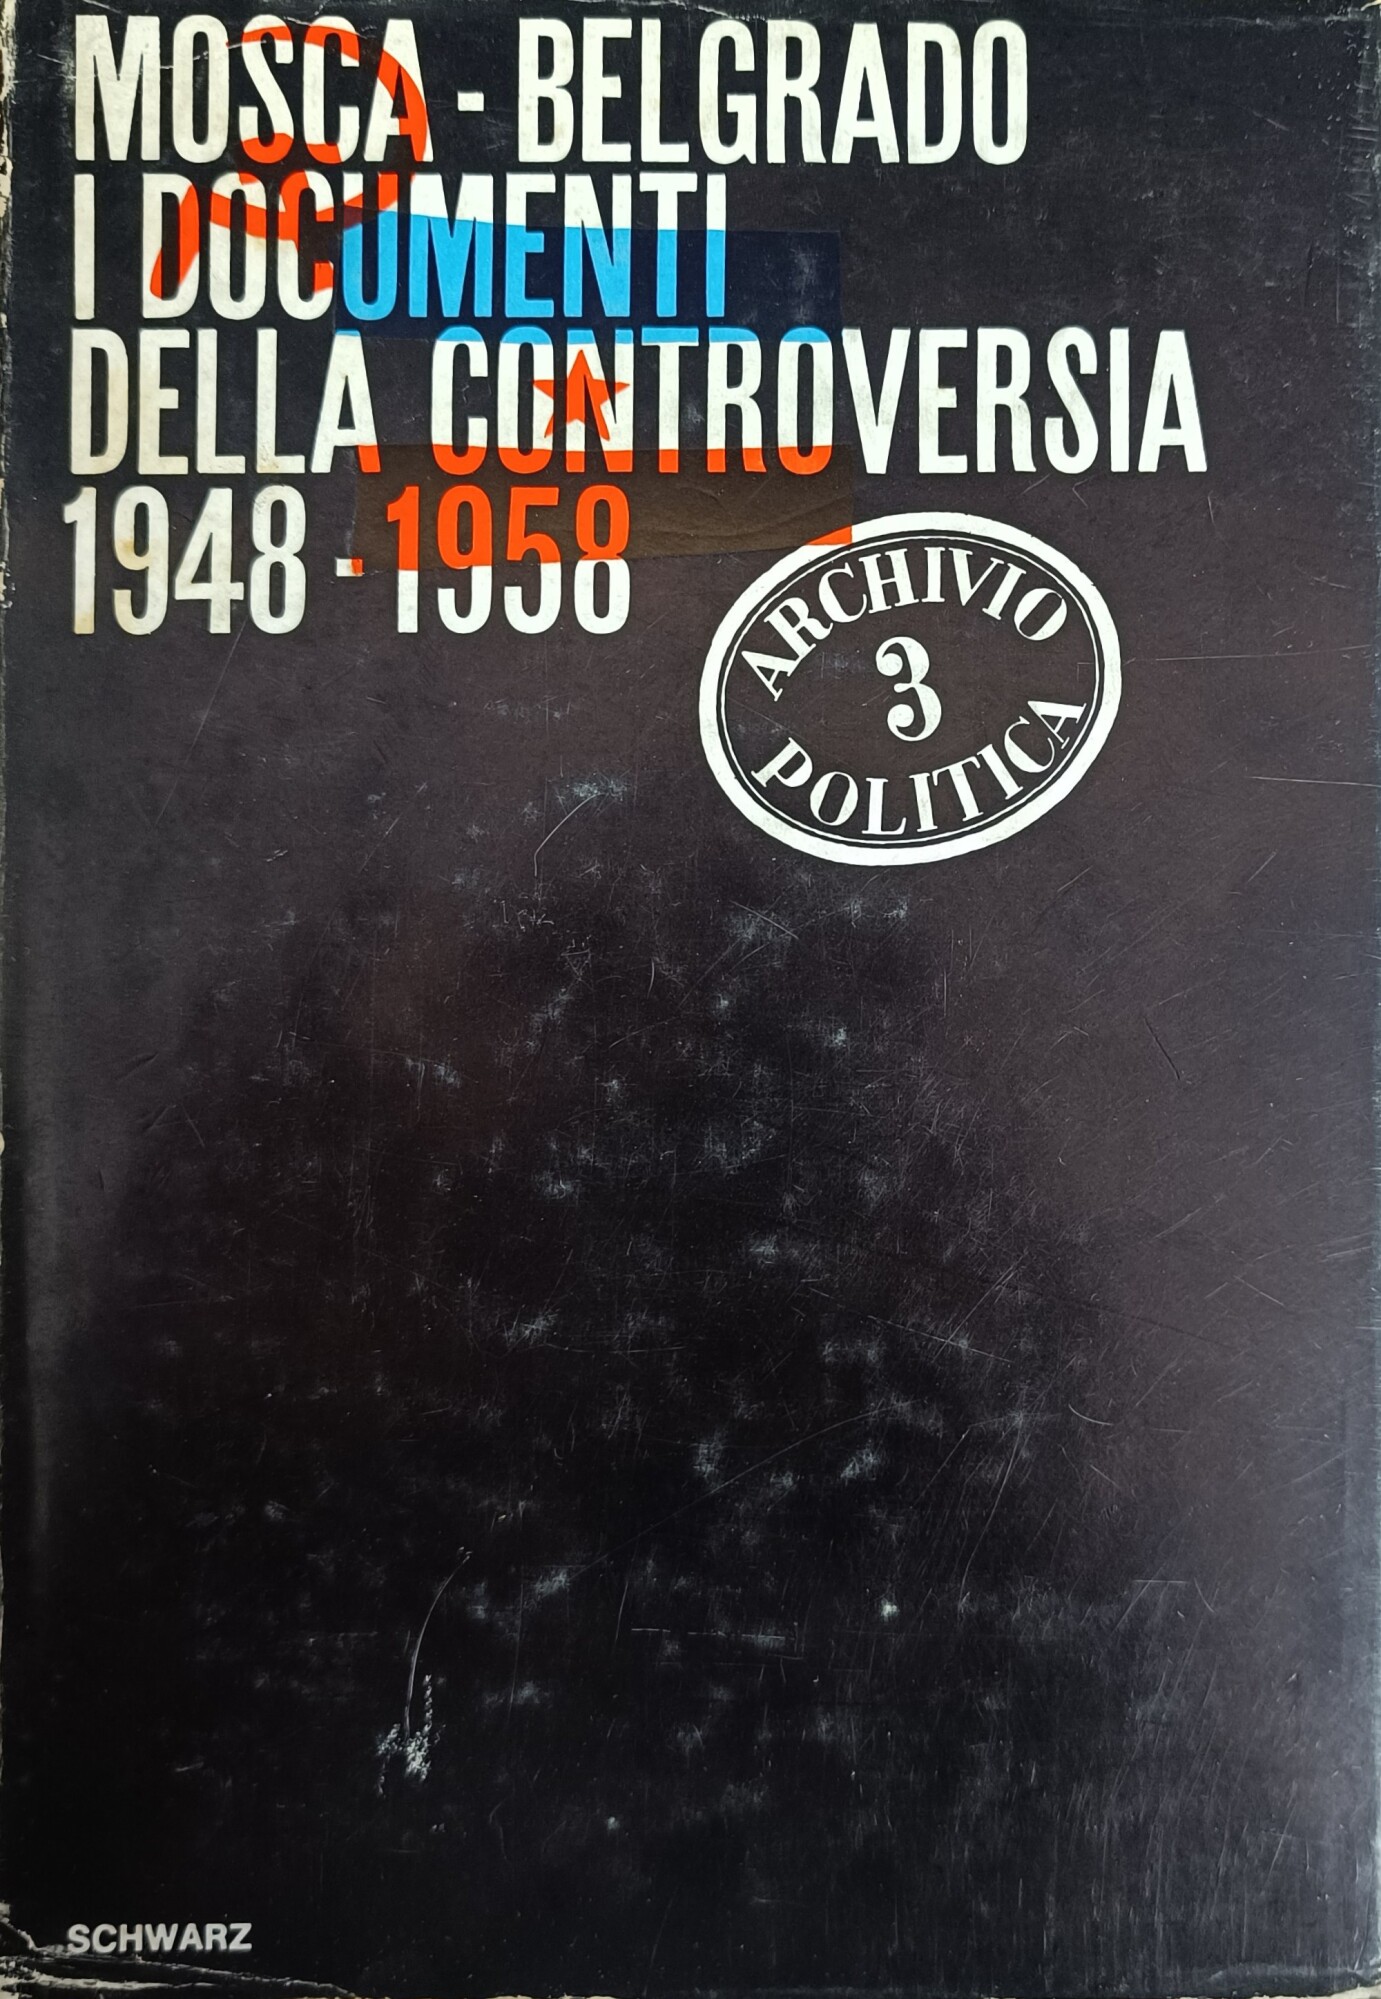 MOSCA - BELGRADO
I DOCUMENTI
DELLA CONTROVERSIA
1948 - 1958
ARCHIVIO
3
POLITICA
SCHWARZ